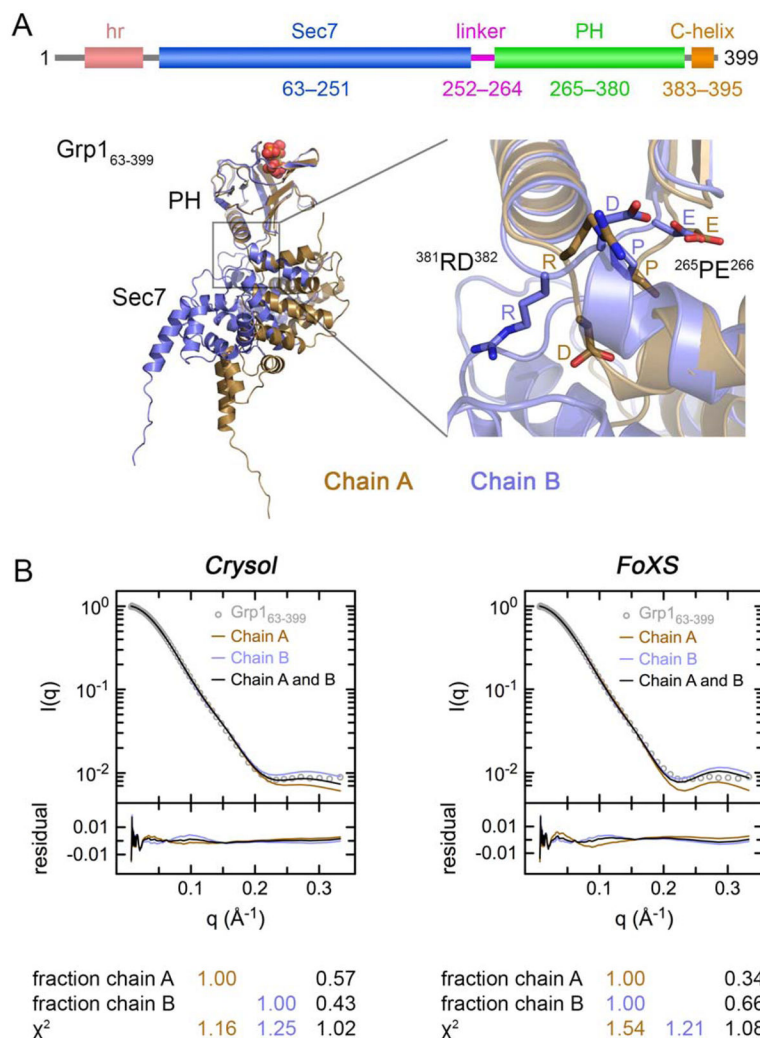 A
hr Sec7 linker PH C-helix
1 399
63–251 252–264 265–380 383–395
Grp163-399
PH
Sec7
D E E
R P P
381RD382 265PE266
R
D
Chain A Chain B
B
Crysol
I(q)
10^0
10^-1
10^-2
Grp163-399
Chain A
Chain B
Chain A and B
residual
0.01
-0.01
0.1 0.2 0.3
q (Å-1)
fraction chain A 1.00 0.57
fraction chain B 1.00 0.43
χ2 1.16 1.25 1.02
FoXS
I(q)
10^0
10^-1
10^-2
Grp163-399
Chain A
Chain B
Chain A and B
residual
0.01
-0.01
0.1 0.2 0.3
q (Å-1)
fraction chain A 1.00 0.34
fraction chain B 1.00 0.66
χ2 1.54 1.21 1.08